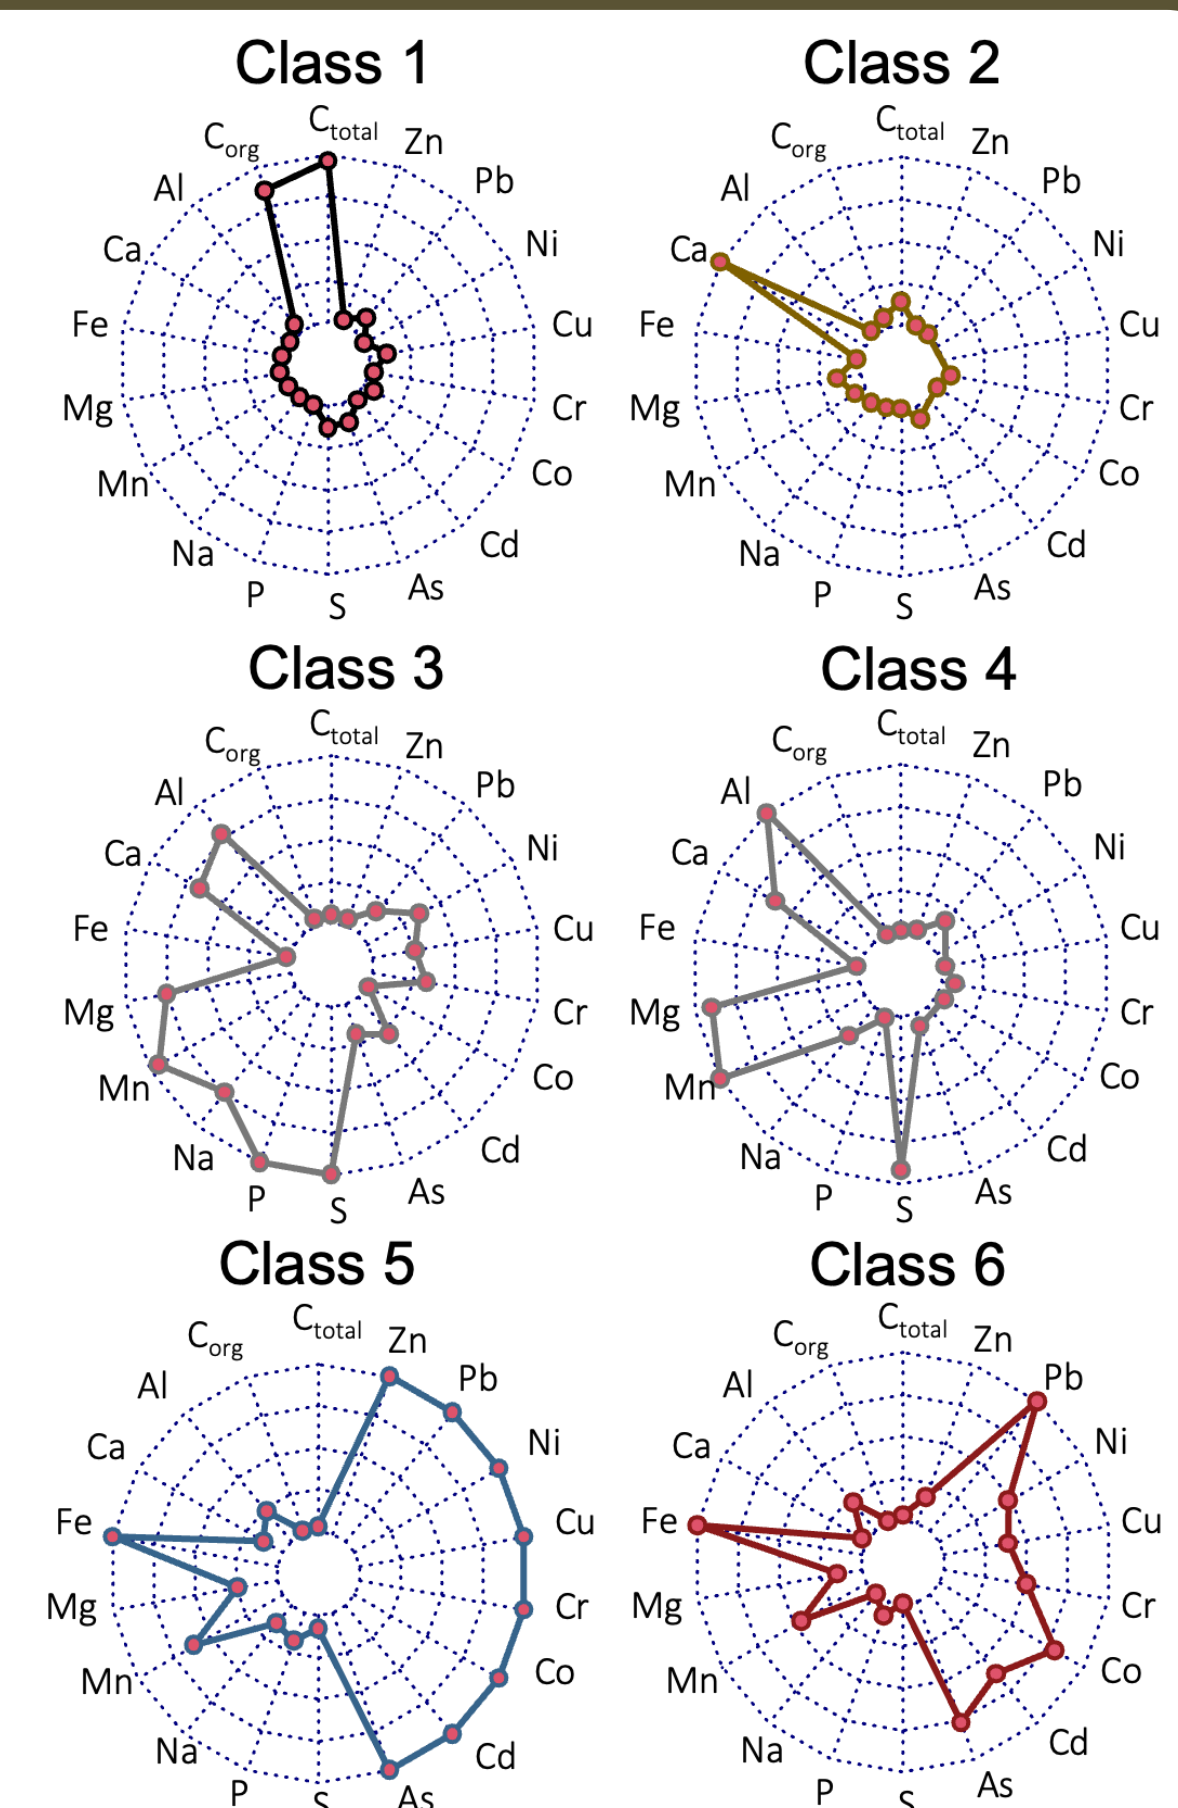 Class 1
Class 2
Ctotal
Zn
Corg
Pb
Al
Ni
Ca
Cu
Fe
Cr
Mg
Co
Mn
Cd
Na
As
P
S
Ctotal
Zn
Corg
Pb
Al
Ni
Ca
Cu
Fe
Cr
Mg
Co
Mn
Cd
Na
As
P
S
Class 3
Class 4
Ctotal
Zn
Corg
Pb
Al
Ni
Ca
Cu
Fe
Cr
Mg
Co
Mn
Cd
Na
As
P
S
Ctotal
Zn
Corg
Pb
Al
Ni
Ca
Cu
Fe
Cr
Mg
Co
Mn
Cd
Na
As
P
S
Class 5
Class 6
Ctotal
Zn
Corg
Pb
Al
Ni
Ca
Cu
Fe
Cr
Mg
Co
Mn
Cd
Na
As
P
S
Ctotal
Zn
Corg
Pb
Al
Ni
Ca
Cu
Fe
Cr
Mg
Co
Mn
Cd
Na
As
P
S